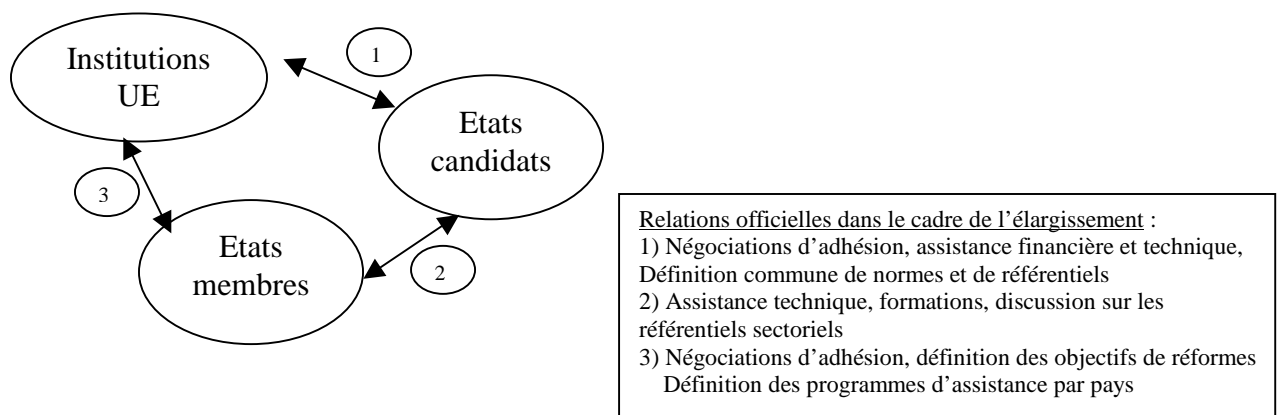 Institutions
UE
1
Etats
candidats
3
Etats
membres
2
Relations officielles dans le cadre de l’élargissement :
1) Négociations d’adhésion, assistance financière et technique,
Définition commune de normes et de référentiels
2) Assistance technique, formations, discussion sur les
référentiels sectoriels
3) Négociations d’adhésion, définition des objectifs de réformes
Définition des programmes d’assistance par pays